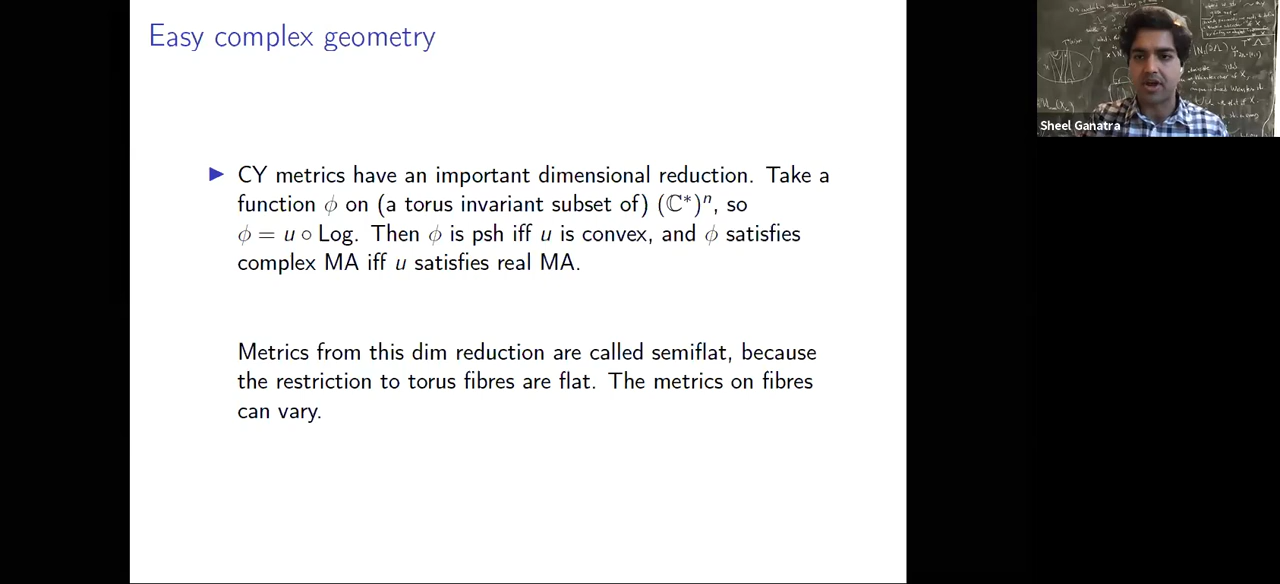 Easy complex geometry
▶ CY metrics have an important dimensional reduction. Take a
function ϕ on (a torus invariant subset of) (ℂ*)ⁿ, so
ϕ = u ∘ Log. Then ϕ is psh iff u is convex, and ϕ satisfies
complex MA iff u satisfies real MA.
Metrics from this dim reduction are called semiflat, because
the restriction to torus fibres are flat. The metrics on fibres
can vary.
Sheel Ganatra